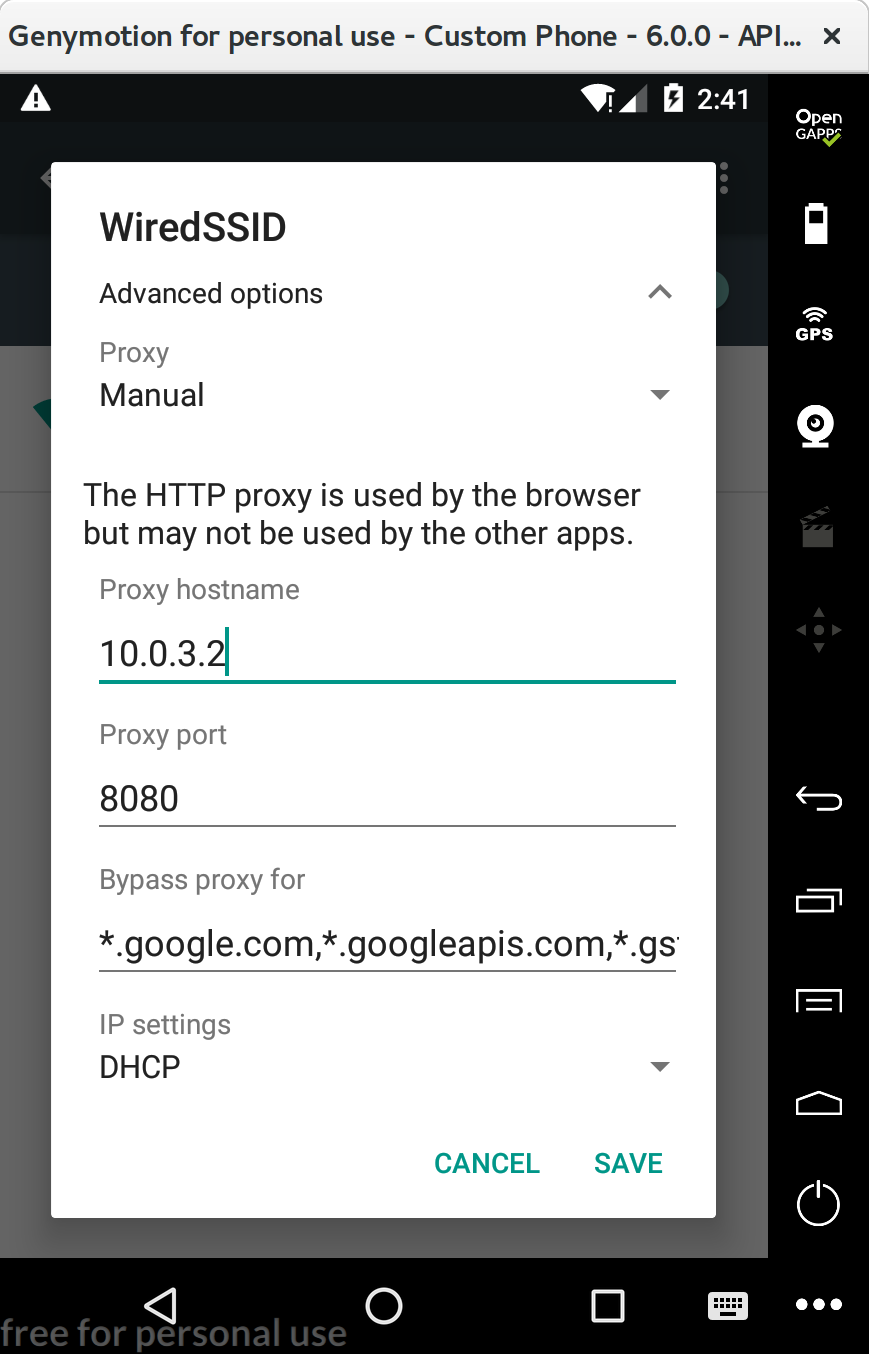 Genymotion for personal use - Custom Phone - 6.0.0 - API...
2:41
Open
GAPPS
WiredSSID
Advanced options
Proxy
Manual
GPS
The HTTP proxy is used by the browser
but may not be used by the other apps.
Proxy hostname
10.0.3.2
Proxy port
8080
Bypass proxy for
*.google.com,*.googleapis.com,*.gs
IP settings
DHCP
CANCEL SAVE
free for personal use